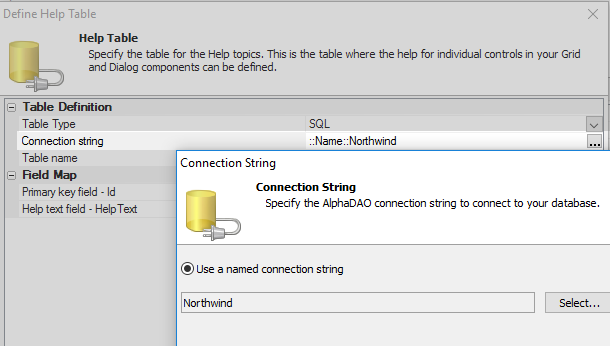 Define Help Table
Help Table
Specify the table for the Help topics. This is the table where the help for individual controls in your Grid
and Dialog components can be defined.
Table Definition
Table Type SQL
Connection string ::Name::Northwind ...
Table name
Field Map
Primary key field - Id
Help text field - HelpText
Connection String
Connection String
Specify the AlphaDAO connection string to connect to your database.
Use a named connection string
Northwind Select...